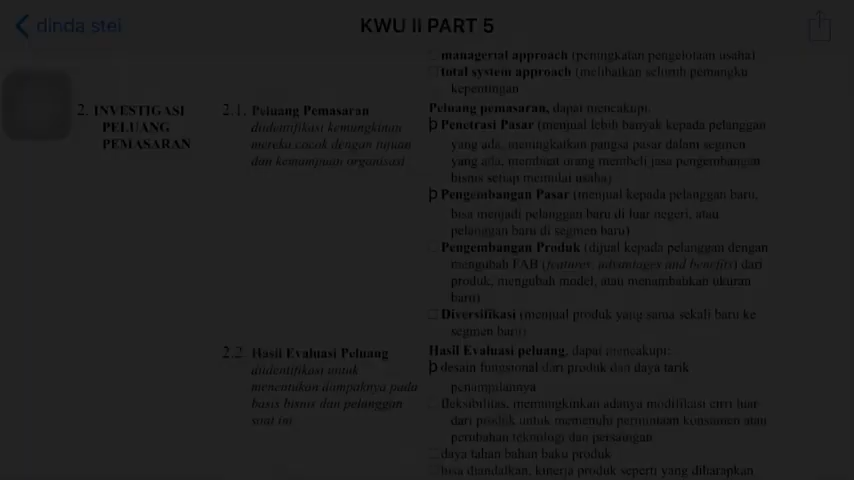 dinda stei
KWU II PART 5
managerial approach (peningkatan pengelolaan usaha)
total system approach (melibatkan seluruh pemangku
kepentingan
2. INVESTIGASI
PELUANG
PEMASARAN
2.1. Peluang Pemasaran
diidentifikasi kemungkinan
mereka cocok dengan tujuan
dan kemampuan organisasi
Peluang pemasaran, dapat mencakupi:
Penetrasi Pasar (menjual lebih banyak kepada pelanggan
yang ada, meningkatkan pangsa pasar dalam segmen
yang ada, membuat orang membeli jasa pengembangan
bisnis setiap memulai usaha)
Pengembangan Pasar (menjual kepada pelanggan baru,
bisa menjadi pelanggan baru di luar negeri, atau
pelanggan baru di segmen baru)
Pengembangan Produk (dijual kepada pelanggan dengan
mengubah FAB (features, advantages and benefits) dari
produk, mengubah model, atau menambahkan ukuran
baru)
Diversifikasi (menjual produk yang sama sekali baru ke
segmen baru)
2.2. Hasil Evaluasi Peluang
diidentifikasi untuk
menentukan dampaknya pada
basis bisnis dan pelanggan
saat ini
Hasil Evaluasi peluang, dapat mencakupi:
desain fungsional dari produk dan daya tarik
penampilannya
fleksibilitas, memungkinkan adanya modifikasi ciri luar
dari produk untuk memenuhi permintaan konsumen atau
perubahan teknologi dan persaingan
daya tahan bahan baku produk
bisa diandalkan, kinerja produk seperti yang diharapkan